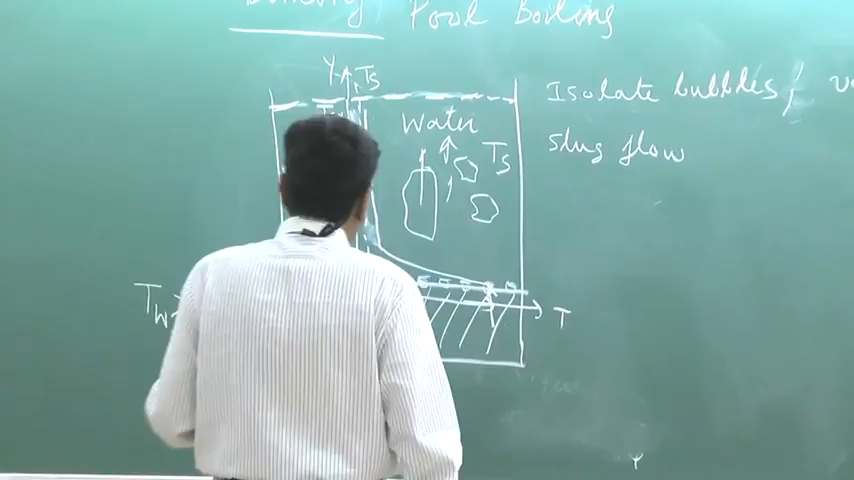 Pool Boiling
Y Ts
Isolate bubbles;
Water
slug flow
Ts
Tw
T